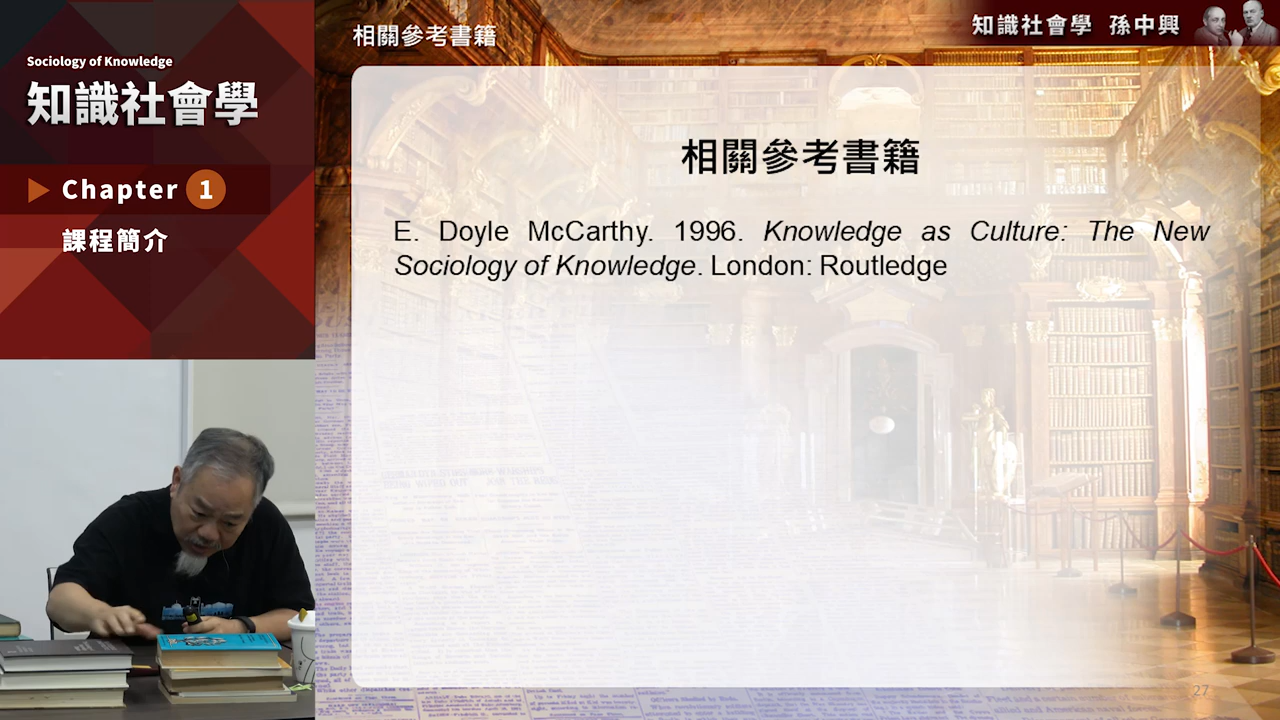 Sociology of Knowledge
知識社會學
Chapter 1
課程簡介
相關參考書籍
知識社會學 孫中興
相關參考書籍
E. Doyle McCarthy. 1996. Knowledge as Culture: The New
Sociology of Knowledge. London: Routledge
27